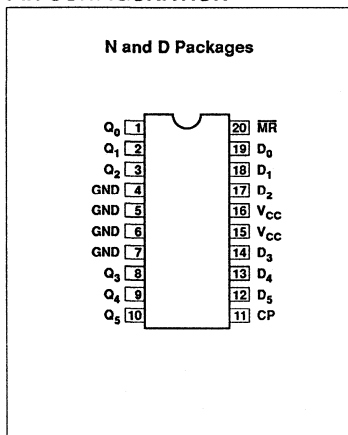 N and D Packages
Q0 1 20 M̅R̅
Q1 2 19 D0
Q2 3 18 D1
GND 4 17 D2
GND 5 16 VCC
GND 6 15 VCC
GND 7 14 D3
Q3 8 13 D4
Q4 9 12 D5
Q5 10 11 CP